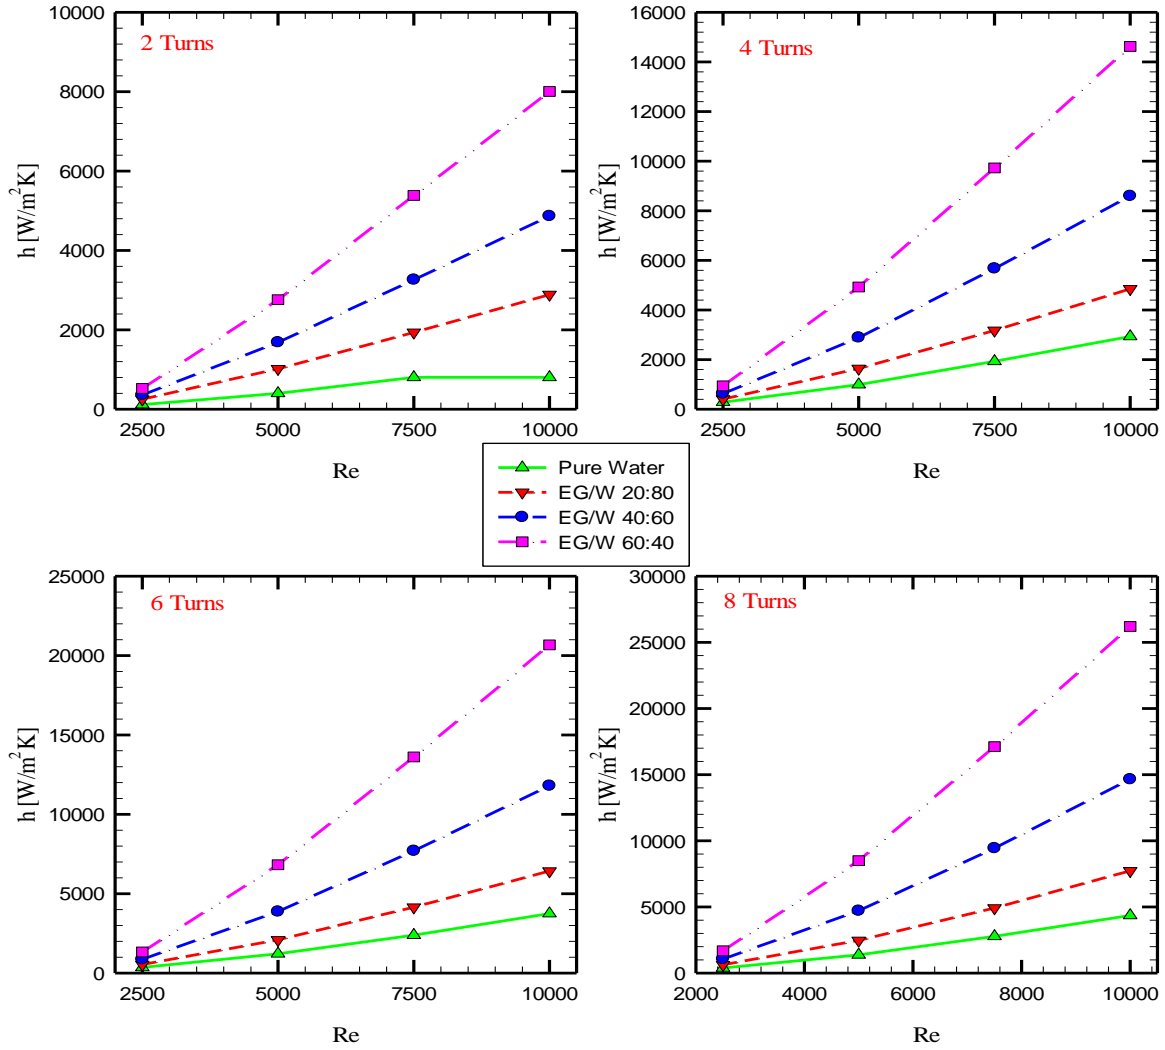 2 Turns
10000
8000
6000
4000
2000
0
h [W/m²K]
2500 5000 7500 10000
Re
4 Turns
16000
14000
12000
10000
8000
6000
4000
2000
0
h [W/m²K]
2500 5000 7500 10000
Re
Pure Water
EG/W 20:80
EG/W 40:60
EG/W 60:40
6 Turns
25000
20000
15000
10000
5000
0
h [W/m²K]
2500 5000 7500 10000
Re
8 Turns
30000
25000
20000
15000
10000
5000
0
h [W/m²K]
2000 4000 6000 8000 10000
Re